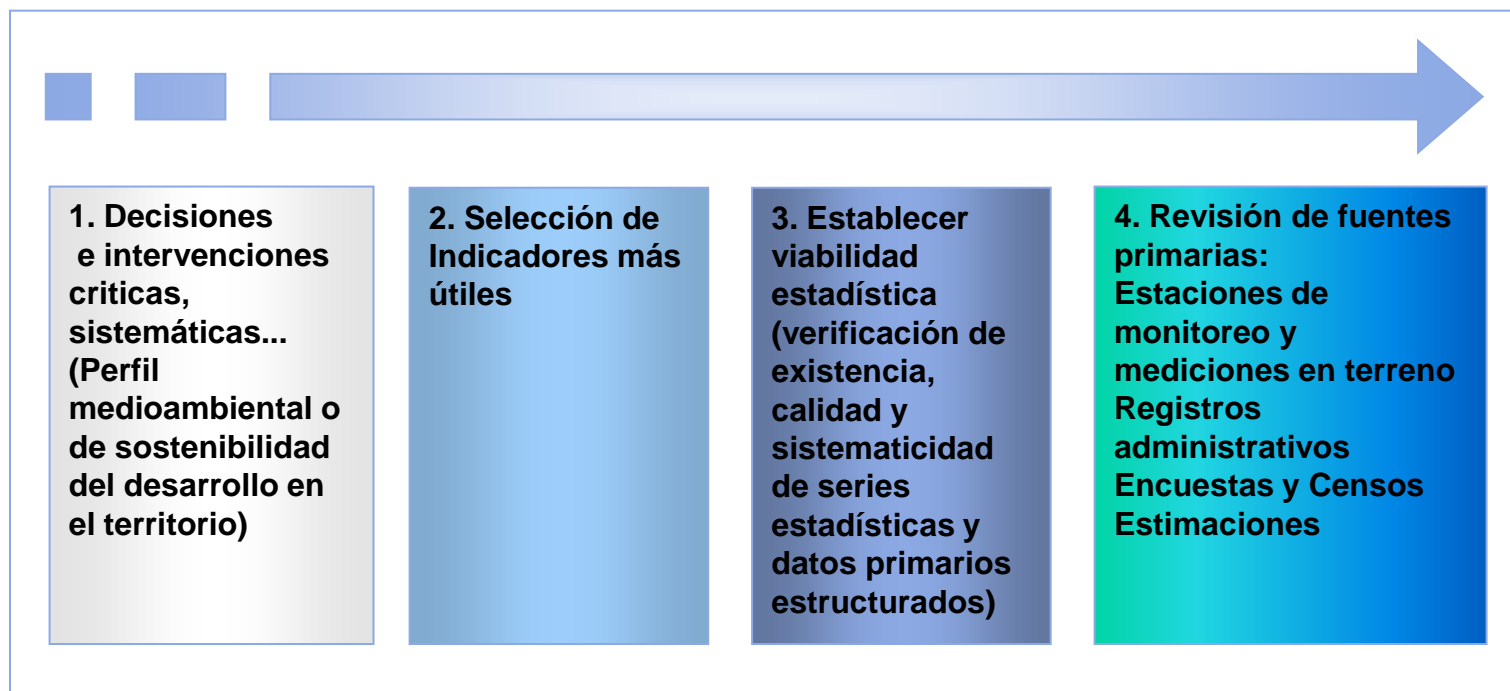 1. Decisiones
e intervenciones
criticas,
sistemáticas...
(Perfil
medioambiental o
de sostenibilidad
del desarrollo en
el territorio)
2. Selección de
Indicadores más
útiles
3. Establecer
viabilidad
estadística
(verificación de
existencia,
calidad y
sistematicidad
de series
estadísticas y
datos primarios
estructurados)
4. Revisión de fuentes
primarias:
Estaciones de
monitoreo y
mediciones en terreno
Registros
administrativos
Encuestas y Censos
Estimaciones